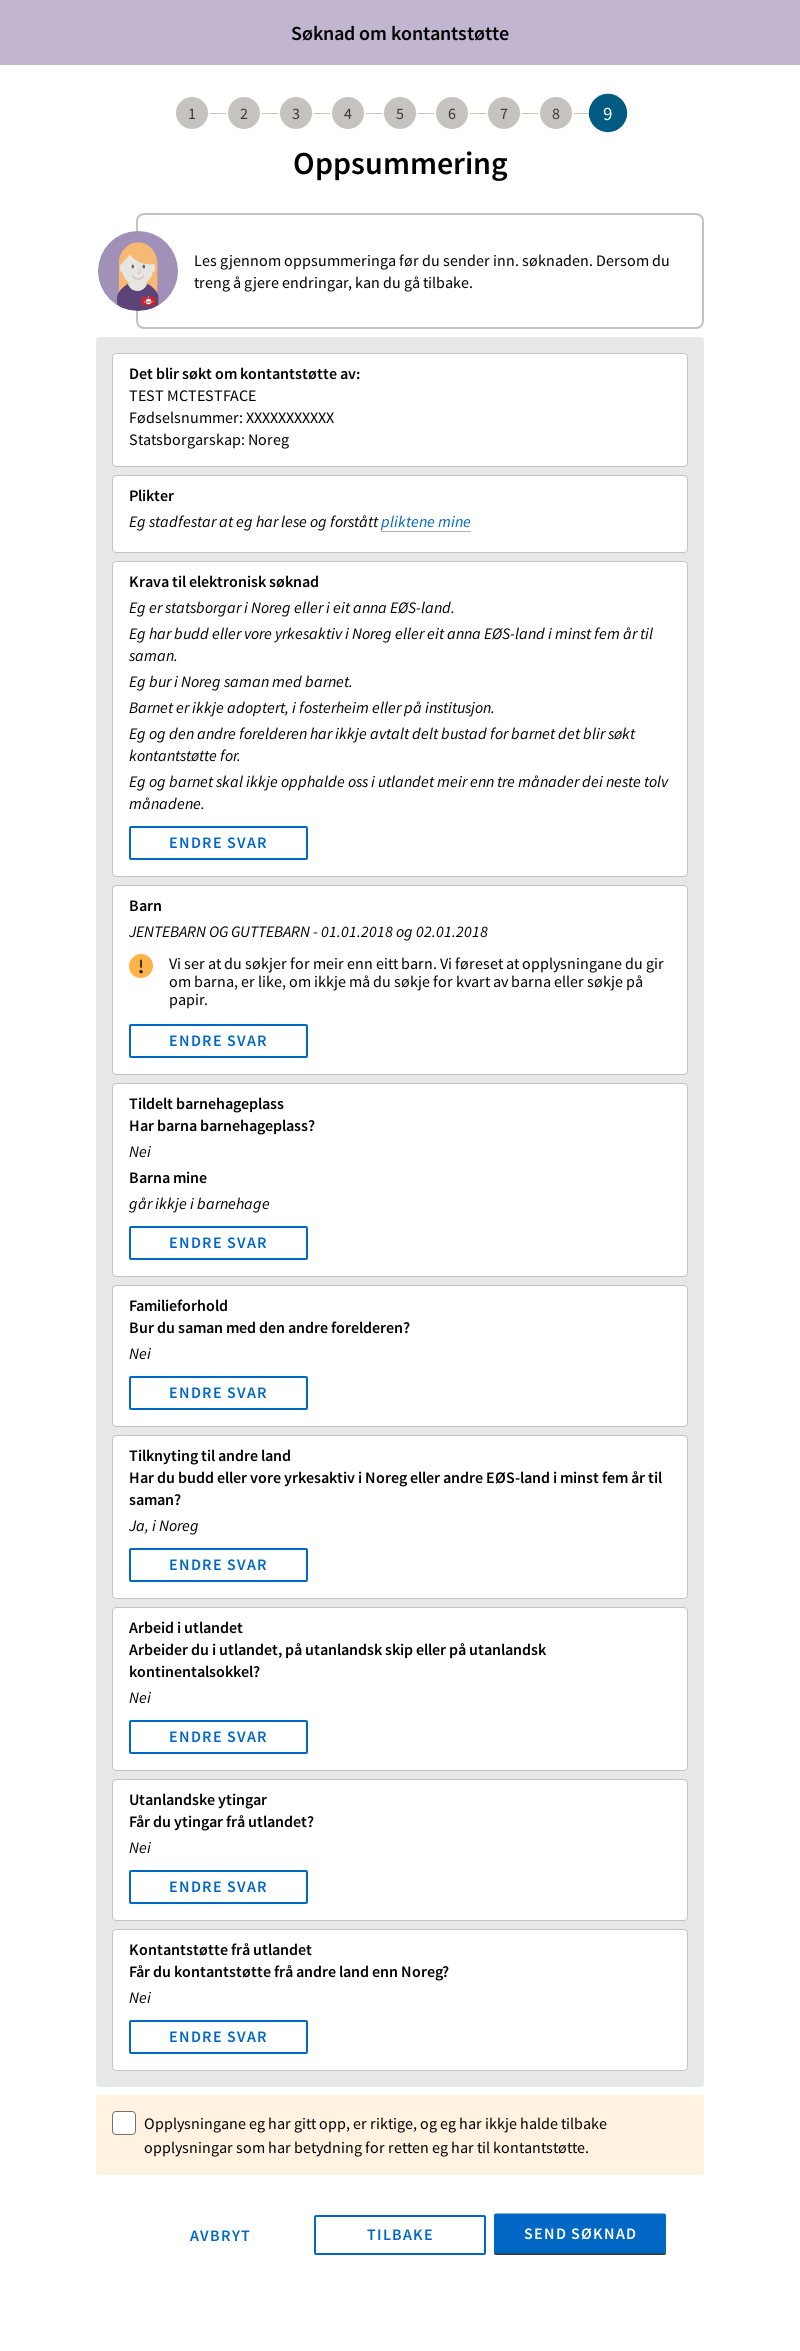 Søknad om kontantstøtte
1 2 3 4 5 6 7 8 9
Oppsummering
Les gjennom oppsummeringa før du sender inn. søknaden. Dersom du
treng å gjere endringar, kan du gå tilbake.
Det blir søkt om kontantstøtte av:
TEST MCTESTFACE
Fødselsnummer: XXXXXXXXXXX
Statsborgarskap: Noreg
Plikter
Eg stadfestar at eg har lese og forstått pliktene mine
Krava til elektronisk søknad
Eg er statsborgar i Noreg eller i eit anna EØS-land.
Eg har budd eller vore yrkesaktiv i Noreg eller eit anna EØS-land i minst fem år til
saman.
Eg bur i Noreg saman med barnet.
Barnet er ikkje adoptert, i fosterheim eller på institusjon.
Eg og den andre forelderen har ikkje avtalt delt bustad for barnet det blir søkt
kontantstøtte for.
Eg og barnet skal ikkje opphalde oss i utlandet meir enn tre månader dei neste tolv
månadene.
ENDRE SVAR
Barn
JENTEBARN OG GUTTEBARN - 01.01.2018 og 02.01.2018
! Vi ser at du søkjer for meir enn eitt barn. Vi føreset at opplysningane du gir
om barna, er like, om ikkje må du søkje for kvart av barna eller søkje på
papir.
ENDRE SVAR
Tildelt barnehageplass
Har barna barnehageplass?
Nei
Barna mine
går ikkje i barnehage
ENDRE SVAR
Familieforhold
Bur du saman med den andre forelderen?
Nei
ENDRE SVAR
Tilknyting til andre land
Har du budd eller vore yrkesaktiv i Noreg eller andre EØS-land i minst fem år til
saman?
Ja, i Noreg
ENDRE SVAR
Arbeid i utlandet
Arbeider du i utlandet, på utanlandsk skip eller på utanlandsk
kontinentalsokkel?
Nei
ENDRE SVAR
Utanlandske ytingar
Får du ytingar frå utlandet?
Nei
ENDRE SVAR
Kontantstøtte frå utlandet
Får du kontantstøtte frå andre land enn Noreg?
Nei
ENDRE SVAR
Opplysningane eg har gitt opp, er riktige, og eg har ikkje halde tilbake
opplysningar som har betydning for retten eg har til kontantstøtte.
AVBRYT TILBAKE SEND SØKNAD